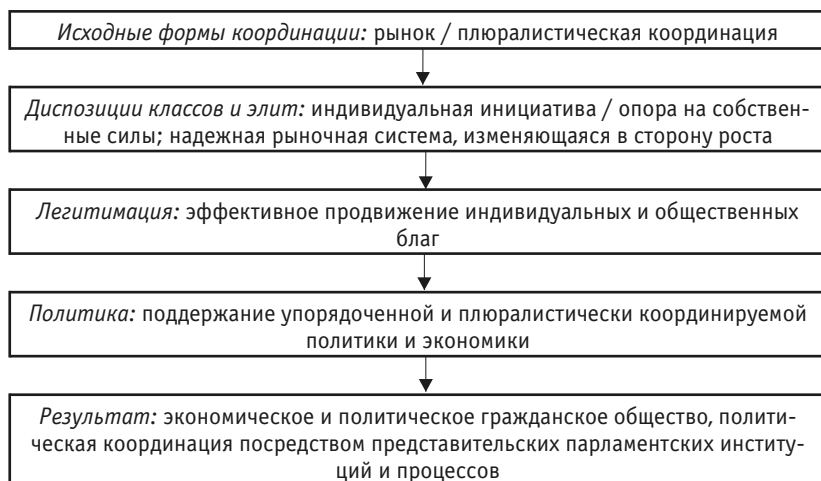 Исходные формы координации: рынок / плюралистическая координация
Диспозиции классов и элит: индивидуальная инициатива / опора на собствен-
ные силы; надежная рыночная система, изменяющаяся в сторону роста
Легитимация: эффективное продвижение индивидуальных и общественных
благ
Политика: поддержание упорядоченной и плюралистически координируемой
политики и экономики
Результат: экономическое и политическое гражданское общество, полити-
ческая координация посредством представительских парламентских институ-
ций и процессов